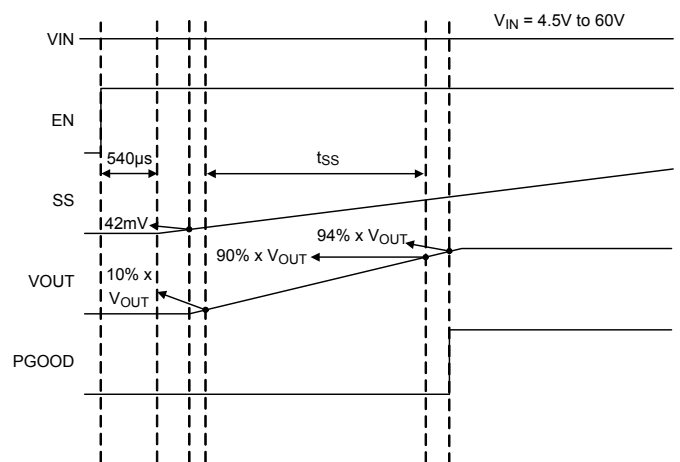 V_IN = 4.5V to 60V
VIN
EN
540µs
t_SS
SS
42mV
94% x V_OUT
90% x V_OUT
10% x
V_OUT
VOUT
PGOOD